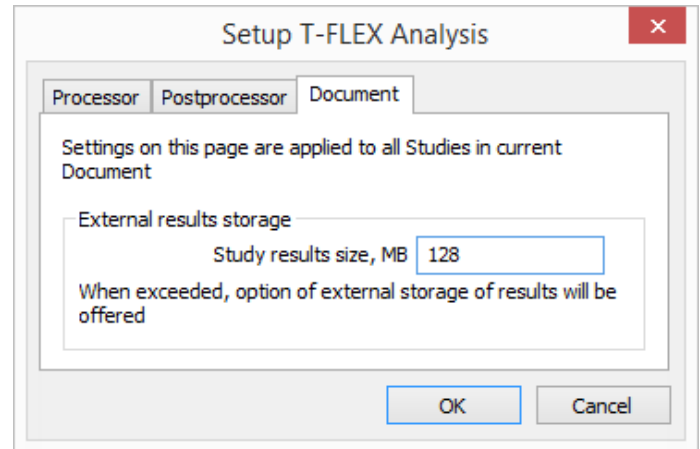 Setup T-FLEX Analysis
Processor Postprocessor Document
Settings on this page are applied to all Studies in current
Document
External results storage
Study results size, MB 128
When exceeded, option of external storage of results will be
offered
OK Cancel